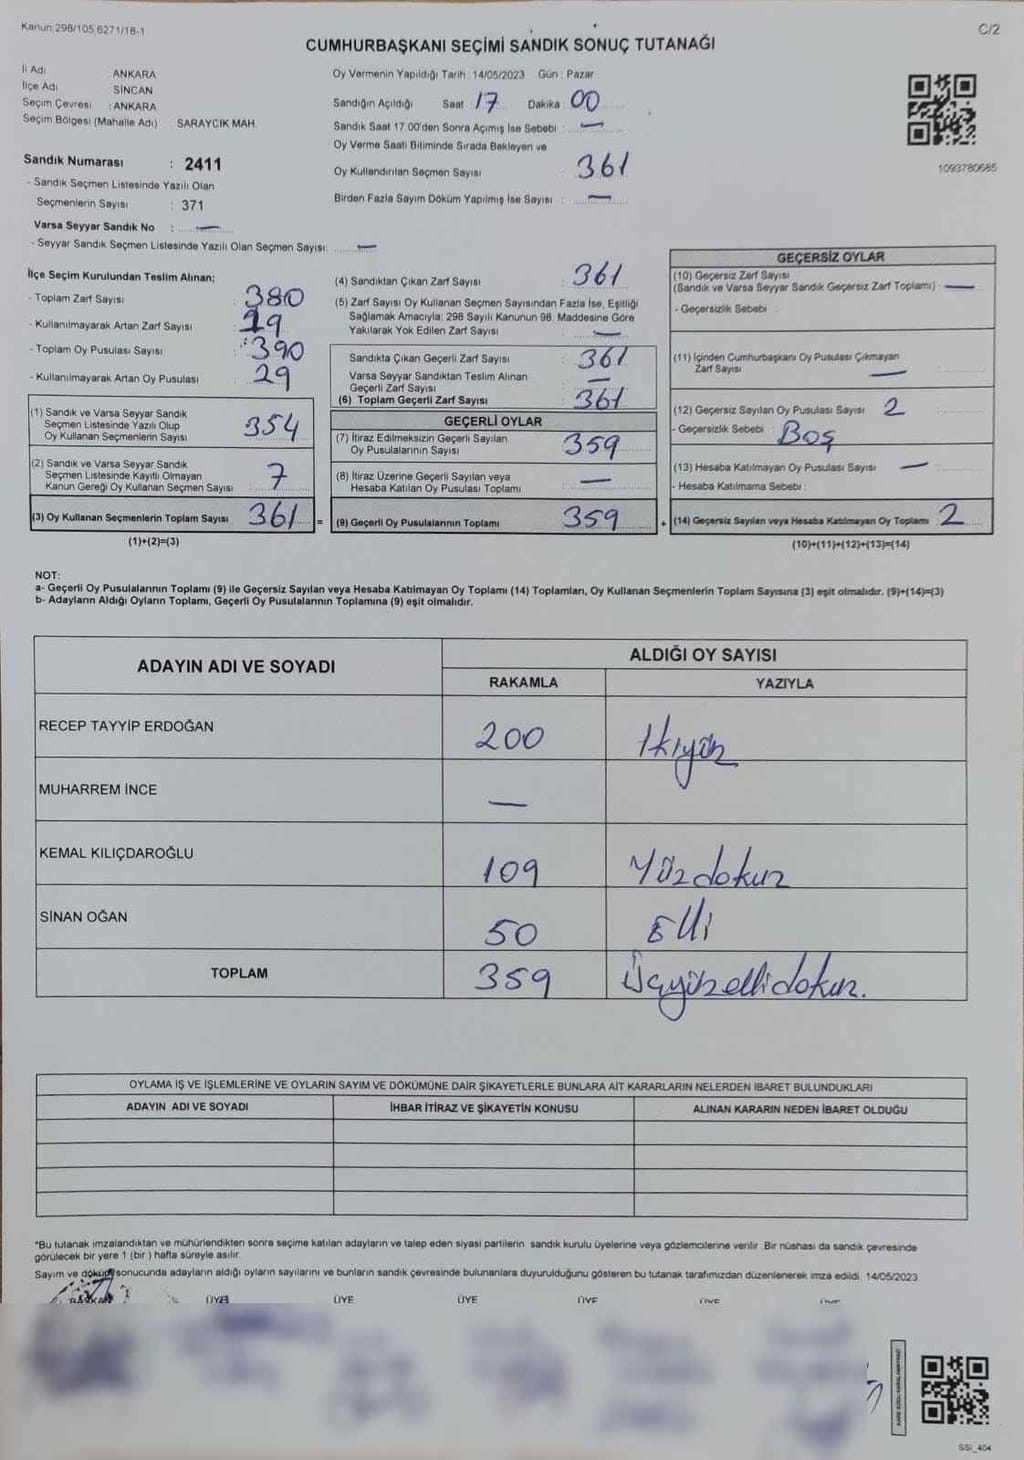 Kanun:298/105 6271/18-1
C/2
CUMHURBAŞKANI SEÇİMİ SANDIK SONUÇ TUTANAĞI
İl Adı : ANKARA
İlçe Adı : SİNCAN
Seçim Çevresi : ANKARA
Seçim Bölgesi (Mahalle Adı) : SARAYCIK MAH.
Sandık Numarası : 2411
- Sandık Seçmen Listesinde Yazılı Olan
Seçmenlerin Sayısı : 371
Varsa Seyyar Sandık No : —
- Seyyar Sandık Seçmen Listesinde Yazılı Olan Seçmen Sayısı: —
Oy Vermenin Yapıldığı Tarih : 14/05/2023 Gün : Pazar
Sandığın Açıldığı Saat : 17 Dakika : 00
Sandık Saat 17:00'den Sonra Açımış İse Sebebi : —
Oy Verme Saati Bitiminde Sırada Bekleyen ve
Oy Kullandırılan Seçmen Sayısı : 361
Birden Fazla Sayım Döküm Yapılmış İse Sayısı : —
1093780685
İlçe Seçim Kurulundan Teslim Alınan;
- Toplam Zarf Sayısı : 380
- Kullanılmayarak Artan Zarf Sayısı : 19
- Toplam Oy Pusulası Sayısı : 390
- Kullanılmayarak Artan Oy Pusulası : 29
(1) Sandık ve Varsa Seyyar Sandık
Seçmen Listesinde Yazılı Olup
Oy Kullanan Seçmenlerin Sayısı : 354
(2) Sandık ve Varsa Seyyar Sandık
Seçmen Listesinde Kayıtlı Olmayan
Kanun Gereği Oy Kullanan Seçmen Sayısı : 7
(3) Oy Kullanan Seçmenlerin Toplam Sayısı : 361 =
(1)+(2)=(3)
(4) Sandıktan Çıkan Zarf Sayısı : 361
(5) Zarf Sayısı Oy Kullanan Seçmen Sayısından Fazla İse, Eşitliği
Sağlamak Amacıyla; 298 Sayılı Kanunun 98. Maddesine Göre
Yakılarak Yok Edilen Zarf Sayısı : —
Sandıkta Çıkan Geçerli Zarf Sayısı : 361
Varsa Seyyar Sandıktan Teslim Alınan
Geçerli Zarf Sayısı : —
(6) Toplam Geçerli Zarf Sayısı : 361
GEÇERLİ OYLAR
(7) İtiraz Edilmeksizin Geçerli Sayılan
Oy Pusulalarının Sayısı : 359
(8) İtiraz Üzerine Geçerli Sayılan veya
Hesaba Katılan Oy Pusulası Toplamı : —
(9) Geçerli Oy Pusulalarının Toplamı : 359 +
GEÇERSİZ OYLAR
(10) Geçersiz Zarf Sayısı
(Sandık ve Varsa Seyyar Sandık Geçersiz Zarf Toplamı) : —
- Geçersizlik Sebebi :
(11) İçinden Cumhurbaşkanı Oy Pusulası Çıkmayan
Zarf Sayısı : —
(12) Geçersiz Sayılan Oy Pusulası Sayısı : 2
- Geçersizlik Sebebi : Boş
(13) Hesaba Katılmayan Oy Pusulası Sayısı : —
- Hesaba Katılmama Sebebi :
(14) Geçersiz Sayılan veya Hesaba Katılmayan Oy Toplamı : 2
(10)+(11)+(12)+(13)=(14)
NOT:
a- Geçerli Oy Pusulalarının Toplamı (9) ile Geçersiz Sayılan veya Hesaba Katılmayan Oy Toplamı (14) Toplamları, Oy Kullanan Seçmenlerin Toplam Sayısına (3) eşit olmalıdır. (9)+(14)=(3)
b- Adayların Aldığı Oyların Toplamı, Geçerli Oy Pusulalarının Toplamına (9) eşit olmalıdır.
ADAYIN ADI VE SOYADI
ALDIĞI OY SAYISI
RAKAMLA YAZIYLA
RECEP TAYYİP ERDOĞAN 200 İkiyüz
MUHARREM İNCE —
KEMAL KILIÇDAROĞLU 109 Yüzdokuz
SİNAN OĞAN 50 Elli
TOPLAM 359 Üçyüzellidokuz.
OYLAMA İŞ VE İŞLEMLERİNE VE OYLARIN SAYIM VE DÖKÜMÜNE DAİR ŞİKAYETLERLE BUNLARA AİT KARARLARIN NELERDEN İBARET BULUNDUKLARI
ADAYIN ADI VE SOYADI İHBAR İTİRAZ VE ŞİKAYETİN KONUSU ALINAN KARARIN NEDEN İBARET OLDUĞU
*Bu tutanak imzalandıktan ve mühürlendikten sonra seçime katılan adayların ve talep eden siyasi partilerin sandık kurulu üyelerine veya gözlemcilerine verilir. Bir nüshası da sandık çevresinde
görülecek bir yere 1 (bir ) hafta süreyle asılır.
Sayım ve döküm sonucunda adayların aldığı oyların sayılarını ve bunların sandık çevresinde bulunanlara duyurulduğunu gösteren bu tutanak tarafımızdan düzenlenerek imza edildi. 14/05/2023
BAŞKAN ÜYE ÜYE ÜYE ÜYE ÜYE
SSI_404